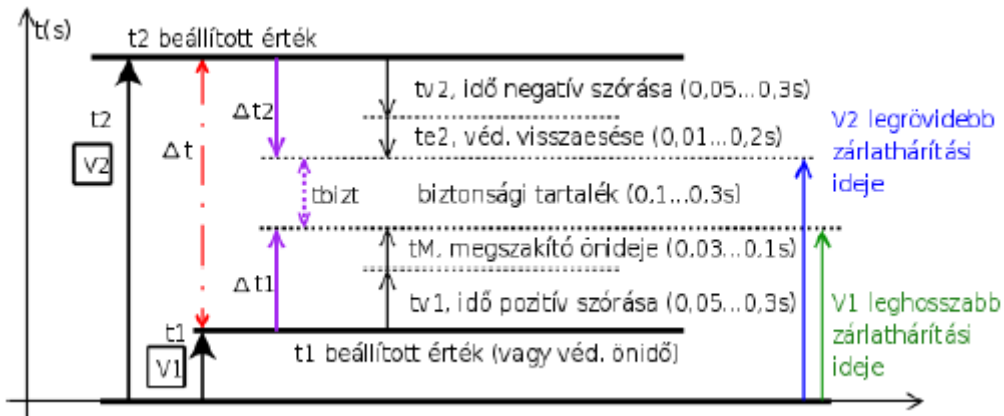 t(s)
t2 beállított érték
tv2, idő negatív szórása (0,05...0,3s)
t2
Δt2
te2, véd. visszaesése (0,01...0,2s)
V2
Δt
V2 legrövidebb
zárlathárítási
ideje
tbizt
biztonsági tartalék (0.1...0.3s)
tM, megszakító önideje (0.03...0.1s)
Δt1
tv1, idő pozitív szórása (0,05...0,3s)
V1 leghosszabb
zárlathárítási
ideje
t1
V1
t1 beállított érték (vagy véd. önidő)